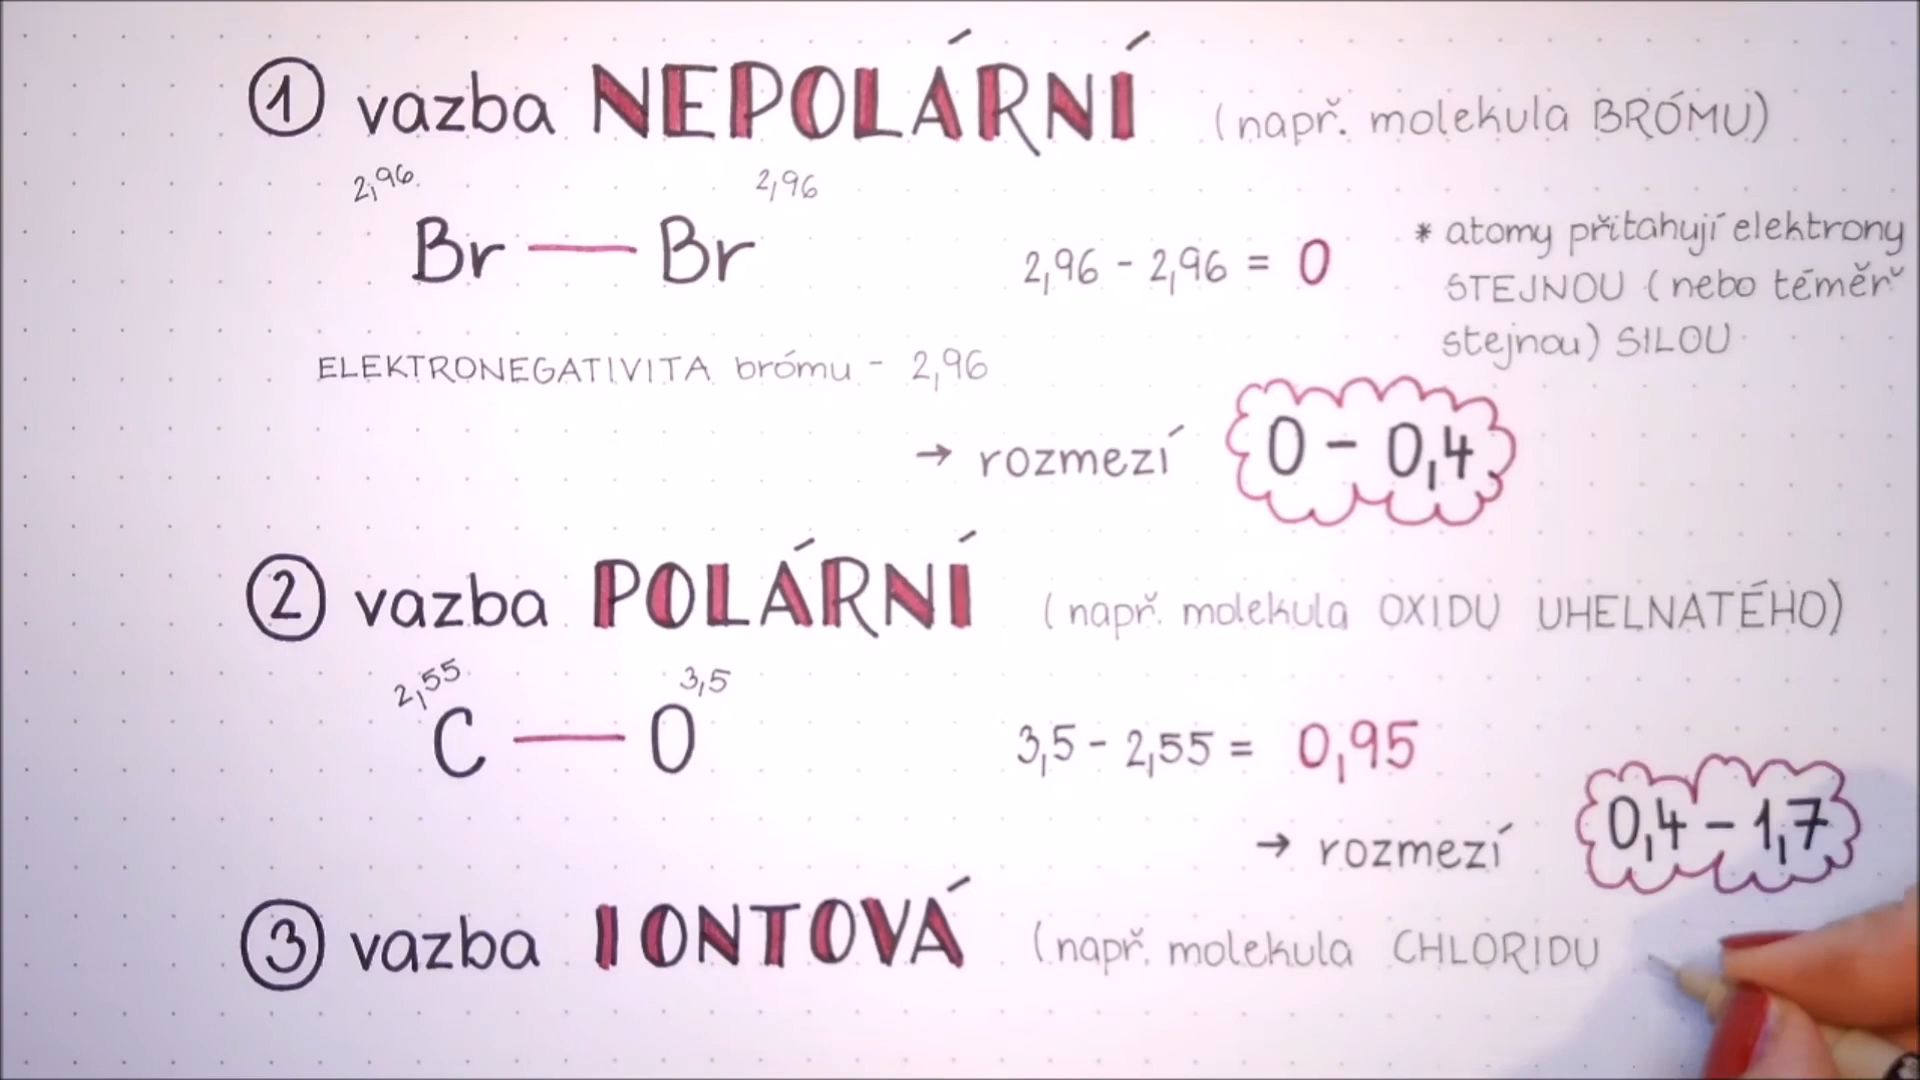 1 vazba NEPOLÁRNÍ (např. molekula BRÓMU)
2,96 2,96
Br — Br 2,96 - 2,96 = 0
* atomy přitahují elektrony
STEJNOU (nebo téměř
stejnou) SILOU
ELEKTRONEGATIVITA brómu - 2,96
→ rozmezí 0 - 0,4
2 vazba POLÁRNÍ (např. molekula OXIDU UHELNATÉHO)
2,55 3,5
C — O 3,5 - 2,55 = 0,95
→ rozmezí 0,4 - 1,7
3 vazba IONTOVÁ (např. molekula CHLORIDU